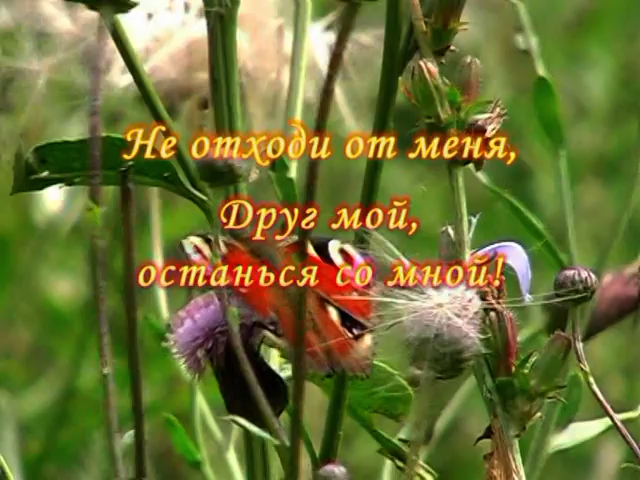 Не отходи от меня,
Друг мой,
останься со мной!